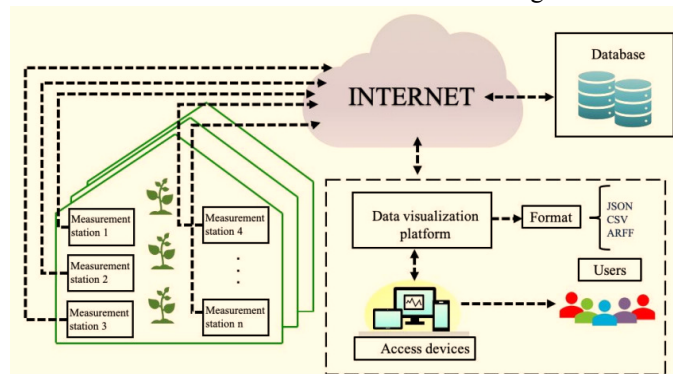 INTERNET
Database
Measurement
station 1
Measurement
station 2
Measurement
station 3
Measurement
station 4
Measurement
station n
Data visualization
platform
Format
JSON
CSV
ARFF
Users
Access devices